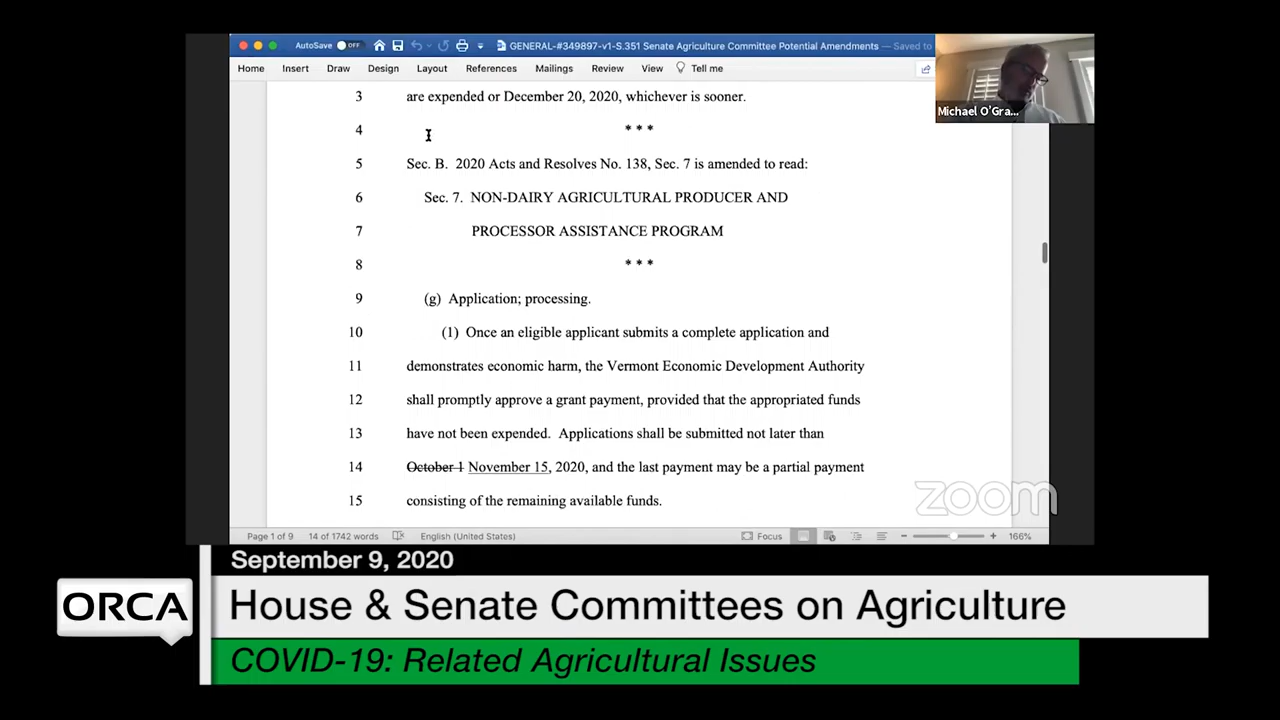 AutoSave OFF GENERAL-#349897-v1-S.351 Senate Agriculture Committee Potential Amendments — Saved to
Home Insert Draw Design Layout References Mailings Review View Tell me
Michael O'Gra...
3 are expended or December 20, 2020, whichever is sooner.
4 * * *
5 Sec. B. 2020 Acts and Resolves No. 138, Sec. 7 is amended to read:
6 Sec. 7. NON-DAIRY AGRICULTURAL PRODUCER AND
7 PROCESSOR ASSISTANCE PROGRAM
8 * * *
9 (g) Application; processing.
10 (1) Once an eligible applicant submits a complete application and
11 demonstrates economic harm, the Vermont Economic Development Authority
12 shall promptly approve a grant payment, provided that the appropriated funds
13 have not been expended. Applications shall be submitted not later than
14 October 1 November 15, 2020, and the last payment may be a partial payment
15 consisting of the remaining available funds.
zoom
Page 1 of 9 14 of 1742 words English (United States) Focus 166%
September 9, 2020
ORCA House & Senate Committees on Agriculture
COVID-19: Related Agricultural Issues